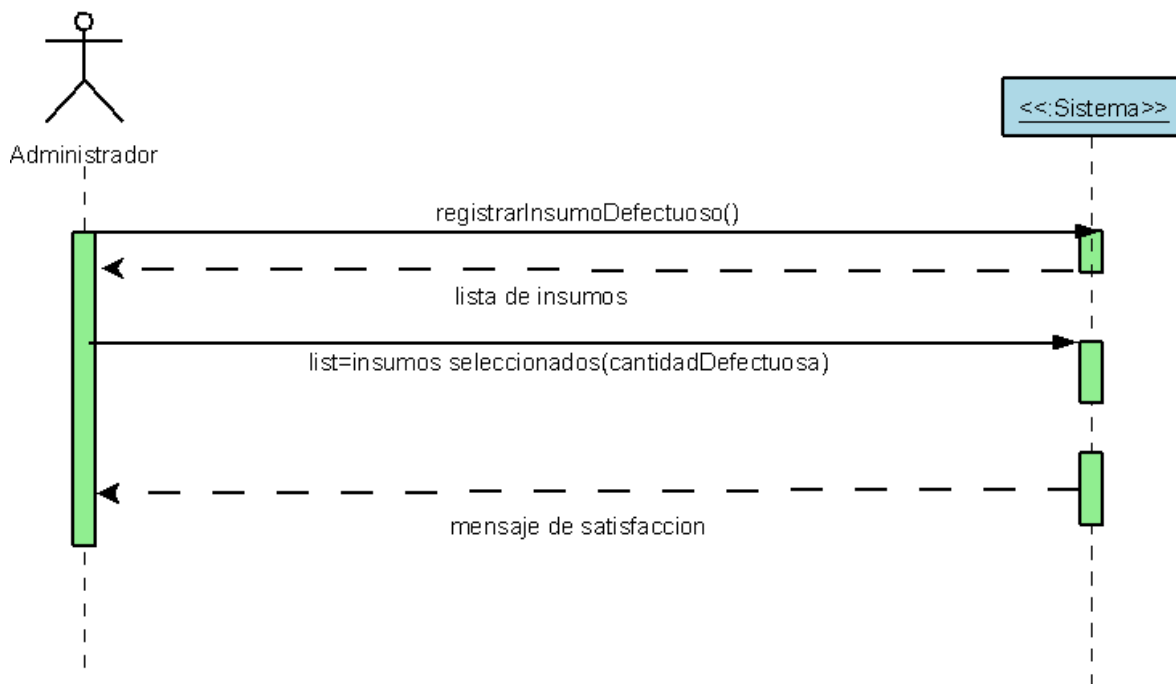 <<:Sistema>>
Administrador
registrarInsumoDefectuoso()
lista de insumos
list=insumos seleccionados(cantidadDefectuosa)
mensaje de satisfaccion